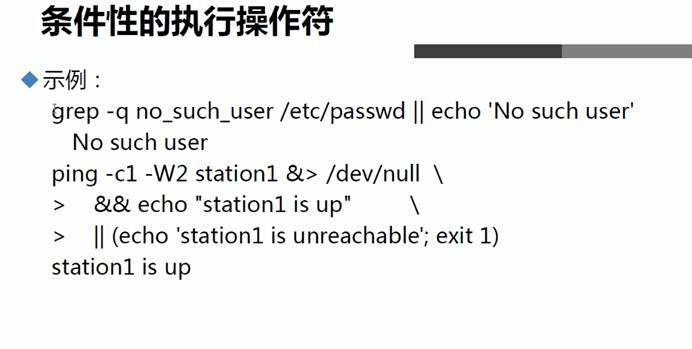 条件性的执行操作符
示例：
grep -q no_such_user /etc/passwd || echo 'No such user'
No such user
ping -c1 -W2 station1 &> /dev/null \
> && echo "station1 is up" \
> || (echo 'station1 is unreachable'; exit 1)
station1 is up